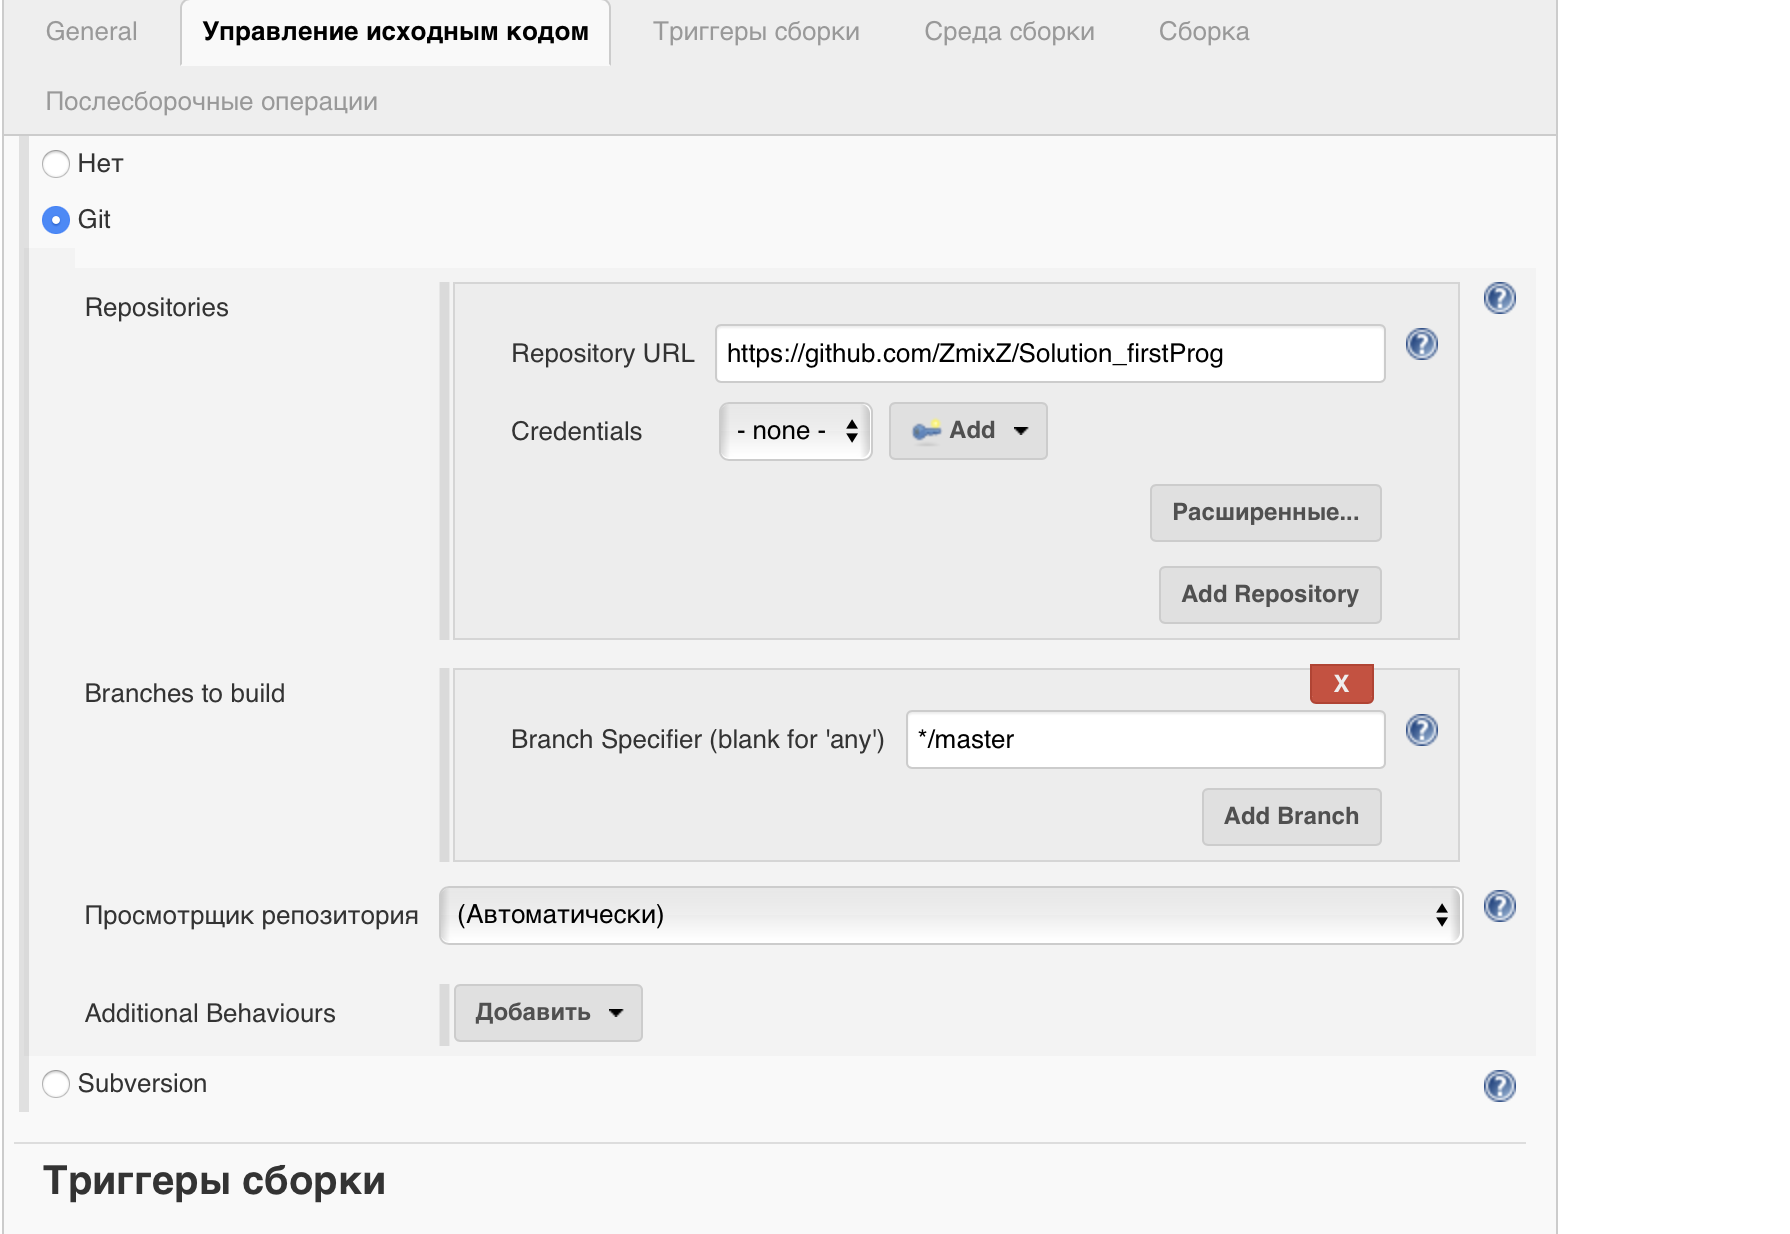 General
Управление исходным кодом
Триггеры сборки
Среда сборки
Сборка
Послесборочные операции
Нет
Git
Repositories
Repository URL
https://github.com/ZmixZ/Solution_firstProg
Credentials
- none -
Add
Расширенные...
Add Repository
Branches to build
X
Branch Specifier (blank for 'any')
*/master
Add Branch
Просмотрщик репозитория
(Автоматически)
Additional Behaviours
Добавить
Subversion
Триггеры сборки